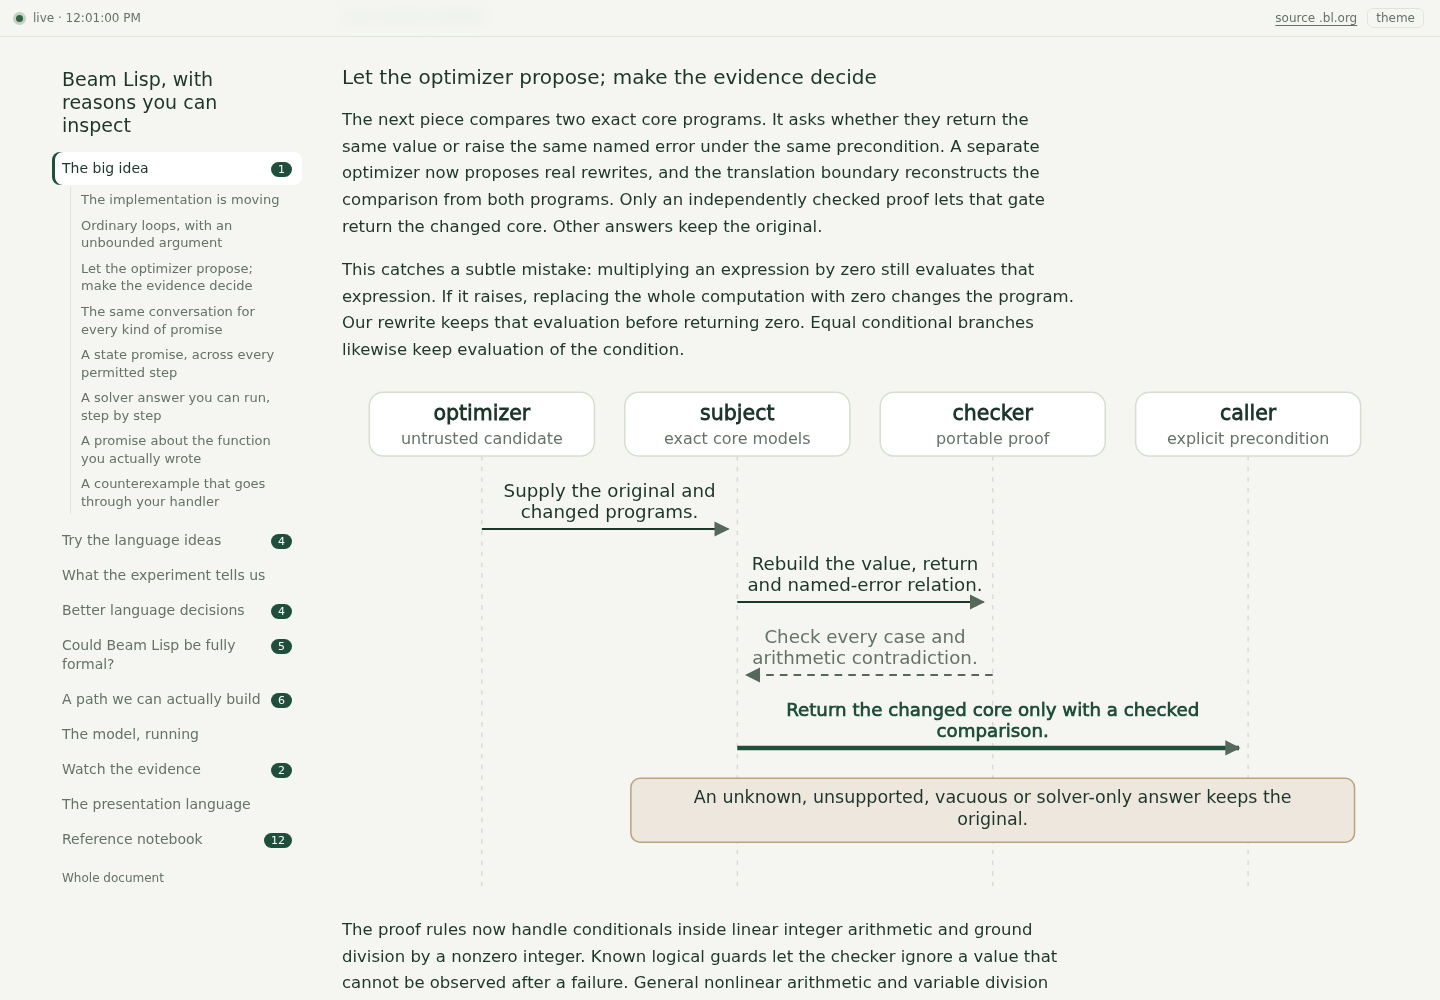 live · 12:01:00 PM
source .bl.org
theme
Beam Lisp, with
reasons you can
inspect
The big idea
1
The implementation is moving
Ordinary loops, with an
unbounded argument
Let the optimizer propose;
make the evidence decide
The same conversation for
every kind of promise
A state promise, across every
permitted step
A solver answer you can run,
step by step
A promise about the function
you actually wrote
A counterexample that goes
through your handler
Try the language ideas
4
What the experiment tells us
Better language decisions
4
Could Beam Lisp be fully
formal?
5
A path we can actually build
6
The model, running
Watch the evidence
2
The presentation language
Reference notebook
12
Whole document
Let the optimizer propose; make the evidence decide
The next piece compares two exact core programs. It asks whether they return the
same value or raise the same named error under the same precondition. A separate
optimizer now proposes real rewrites, and the translation boundary reconstructs the
comparison from both programs. Only an independently checked proof lets that gate
return the changed core. Other answers keep the original.
This catches a subtle mistake: multiplying an expression by zero still evaluates that
expression. If it raises, replacing the whole computation with zero changes the program.
Our rewrite keeps that evaluation before returning zero. Equal conditional branches
likewise keep evaluation of the condition.
optimizer
untrusted candidate
subject
exact core models
checker
portable proof
caller
explicit precondition
Supply the original and
changed programs.
Rebuild the value, return
and named-error relation.
Check every case and
arithmetic contradiction.
Return the changed core only with a checked
comparison.
An unknown, unsupported, vacuous or solver-only answer keeps the
original.
The proof rules now handle conditionals inside linear integer arithmetic and ground
division by a nonzero integer. Known logical guards let the checker ignore a value that
cannot be observed after a failure. General nonlinear arithmetic and variable division